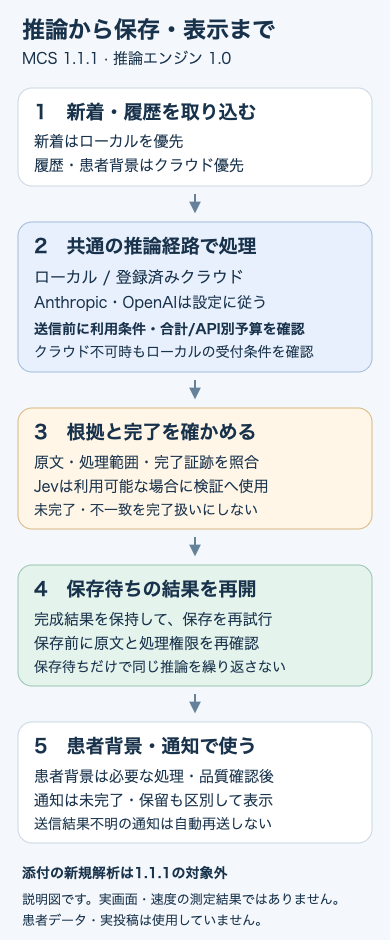 推論から保存・表示まで
MCS 1.1.1 · 推論エンジン 1.0
1 新着・履歴を取り込む
新着はローカルを優先
履歴・患者背景はクラウド優先
2 共通の推論経路で処理
ローカル / 登録済みクラウド
Anthropic・OpenAIは設定に従う
送信前に利用条件・合計/API別予算を確認
クラウド不可時もローカルの受付条件を確認
3 根拠と完了を確かめる
原文・処理範囲・完了証跡を照合
Jevは利用可能な場合に検証へ使用
未完了・不一致を完了扱いにしない
4 保存待ちの結果を再開
完成結果を保持して、保存を再試行
保存前に原文と処理権限を再確認
保存待ちだけで同じ推論を繰り返さない
5 患者背景・通知で使う
患者背景は必要な処理・品質確認後
通知は未完了・保留も区別して表示
送信結果不明の通知は自動再送しない
添付の新規解析は1.1.1の対象外
説明図です。実画面・速度の測定結果ではありません。
患者データ・実投稿は使用していません。